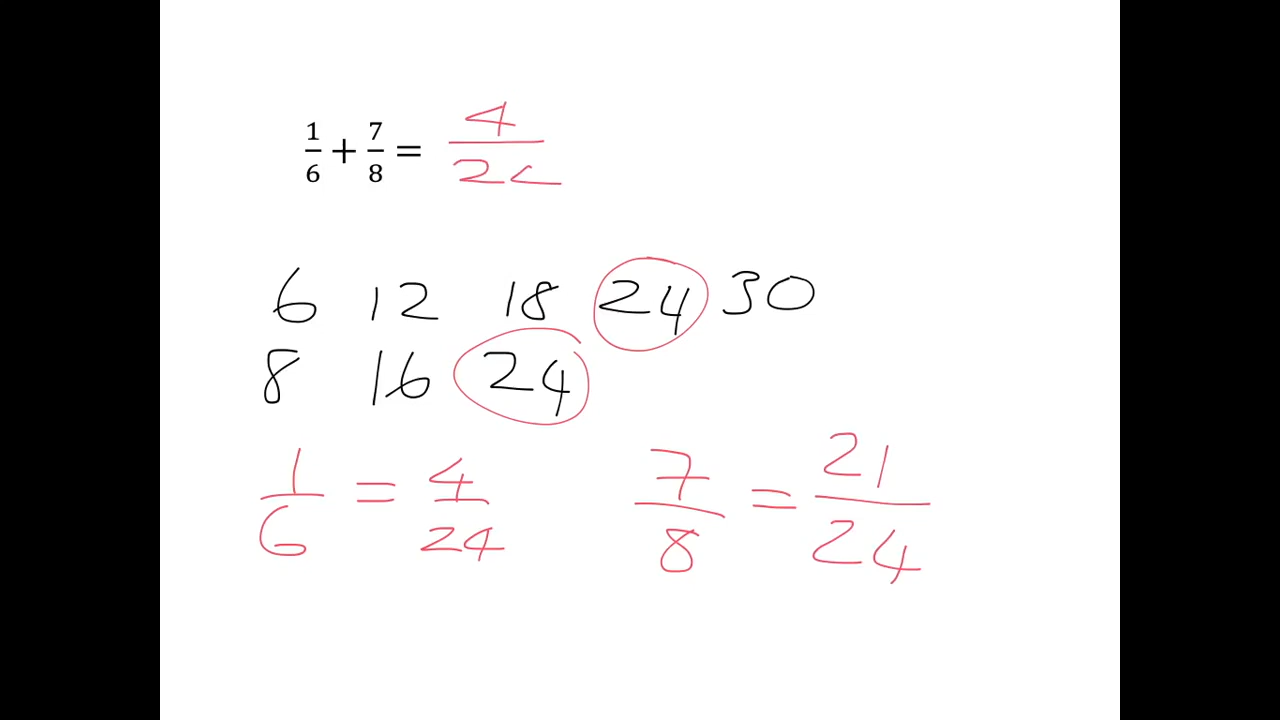 1/6 + 7/8 = 4/24
6 12 18 24 30
8 16 24
1/6 = 4/24 7/8 = 21/24